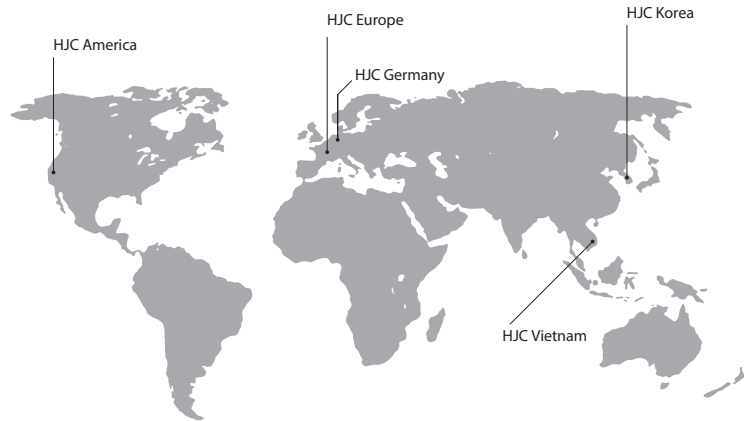 HJC America
HJC Europe
HJC Germany
HJC Korea
HJC Vietnam